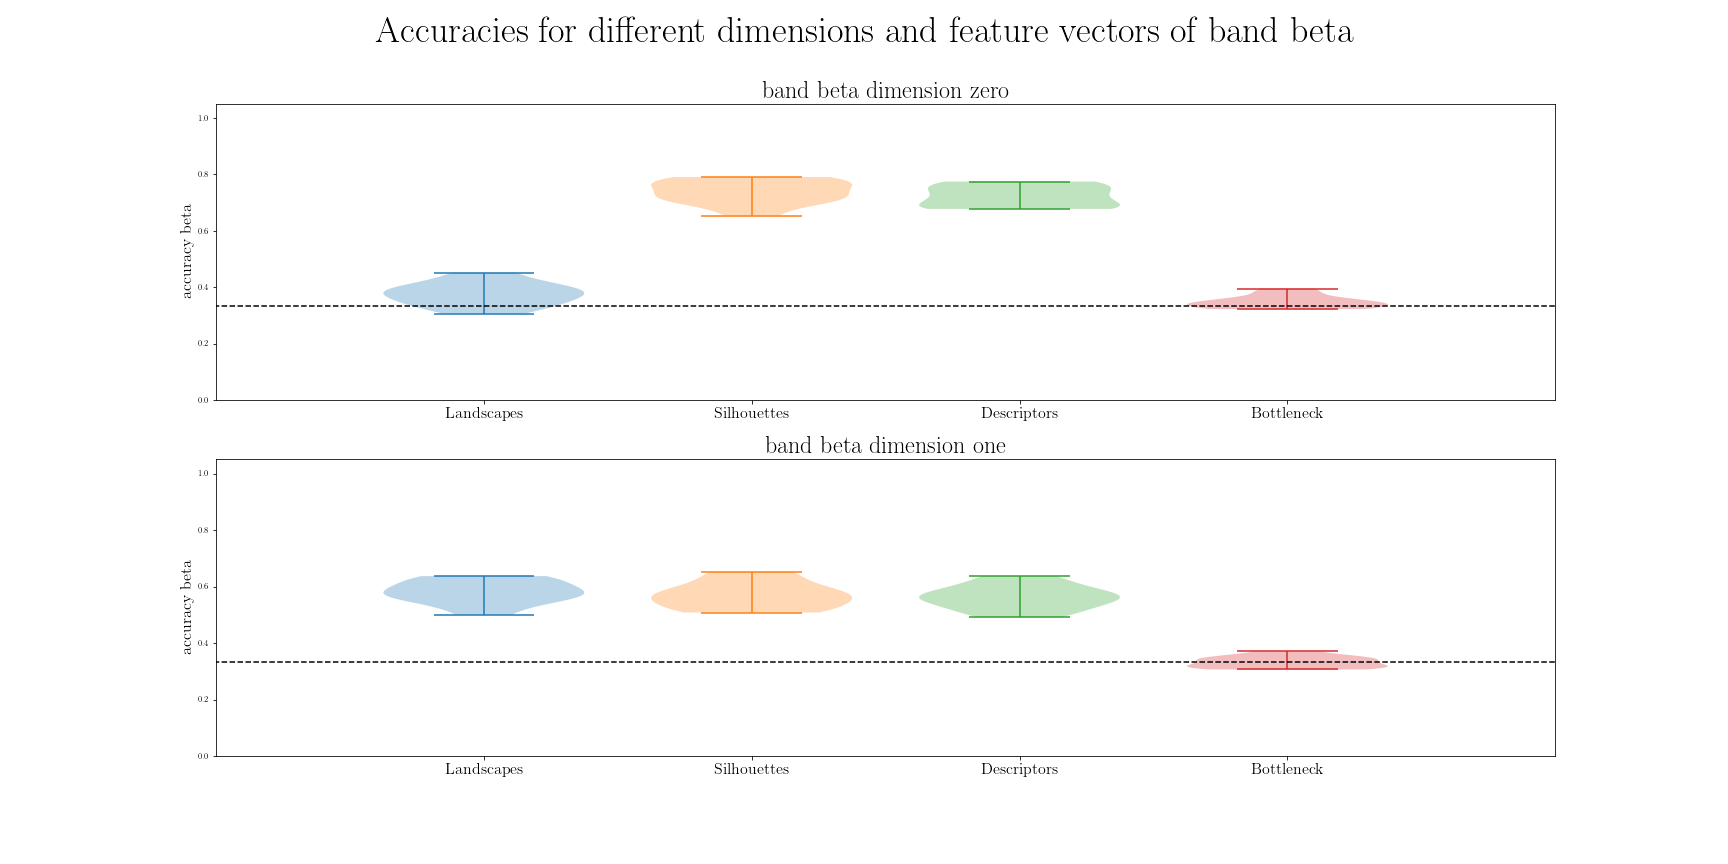 Accuracies for different dimensions and feature vectors of band beta
band beta dimension zero
accuracy beta
1.0
0.8
0.6
0.4
0.2
0.0
Landscapes Silhouettes Descriptors Bottleneck
band beta dimension one
accuracy beta
1.0
0.8
0.6
0.4
0.2
0.0
Landscapes Silhouettes Descriptors Bottleneck